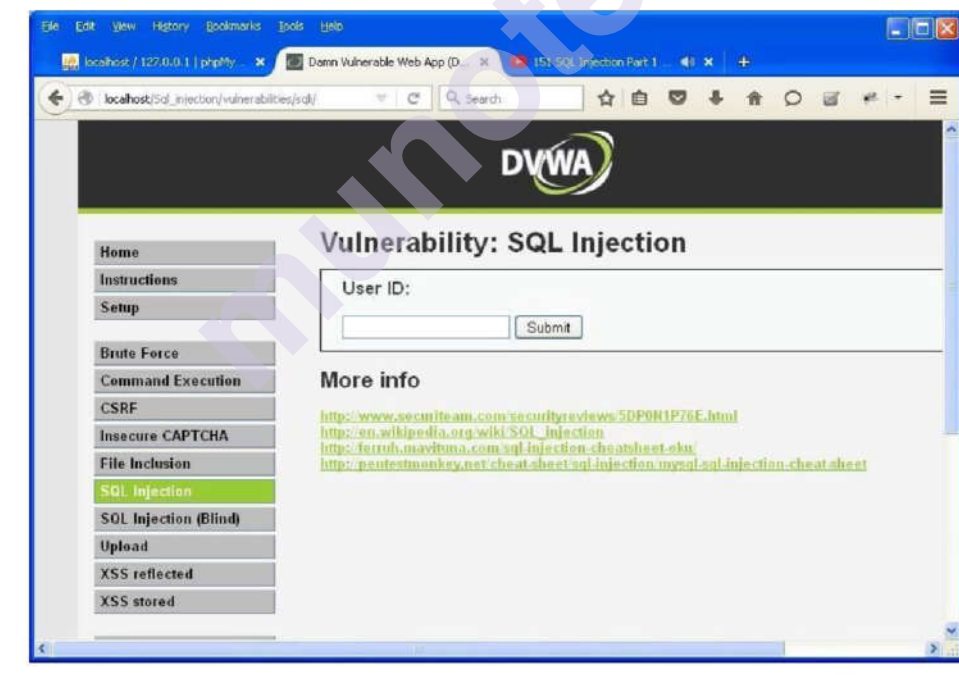 File Edit View History Bookmarks Tools Help
localhost / 127.0.0.1 | phpMy... Damn Vulnerable Web App (D... 151 SQL Injection Part 1 ...
localhost/Sql_injection/vulnerabilities/sqli/ Search
DVWA
Home
Instructions
Setup
Brute Force
Command Execution
CSRF
Insecure CAPTCHA
File Inclusion
SQL Injection
SQL Injection (Blind)
Upload
XSS reflected
XSS stored
Vulnerability: SQL Injection
User ID:
Submit
More info
http://www.securiteam.com/securityreviews/5DP0N1P76E.html
http://en.wikipedia.org/wiki/SQL_injection
http://ferruh.mavituna.com/sql-injection-cheatsheet-oku/
http://pentestmonkey.net/cheat-sheet/sql-injection/mysql-sql-injection-cheat-sheet